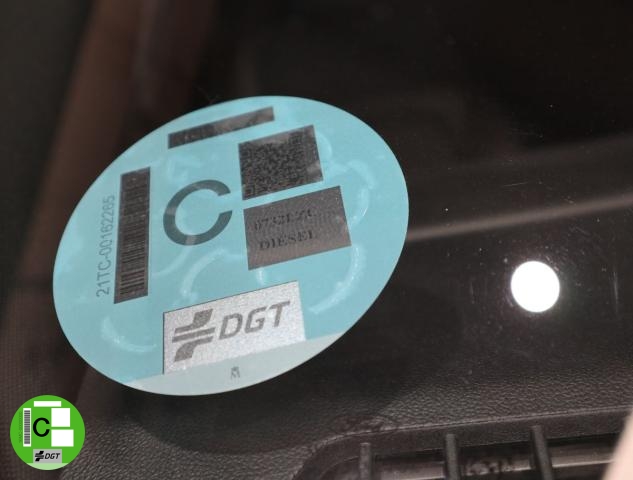 C
DIESEL
21TC-00162265
DGT
M
C
DGT